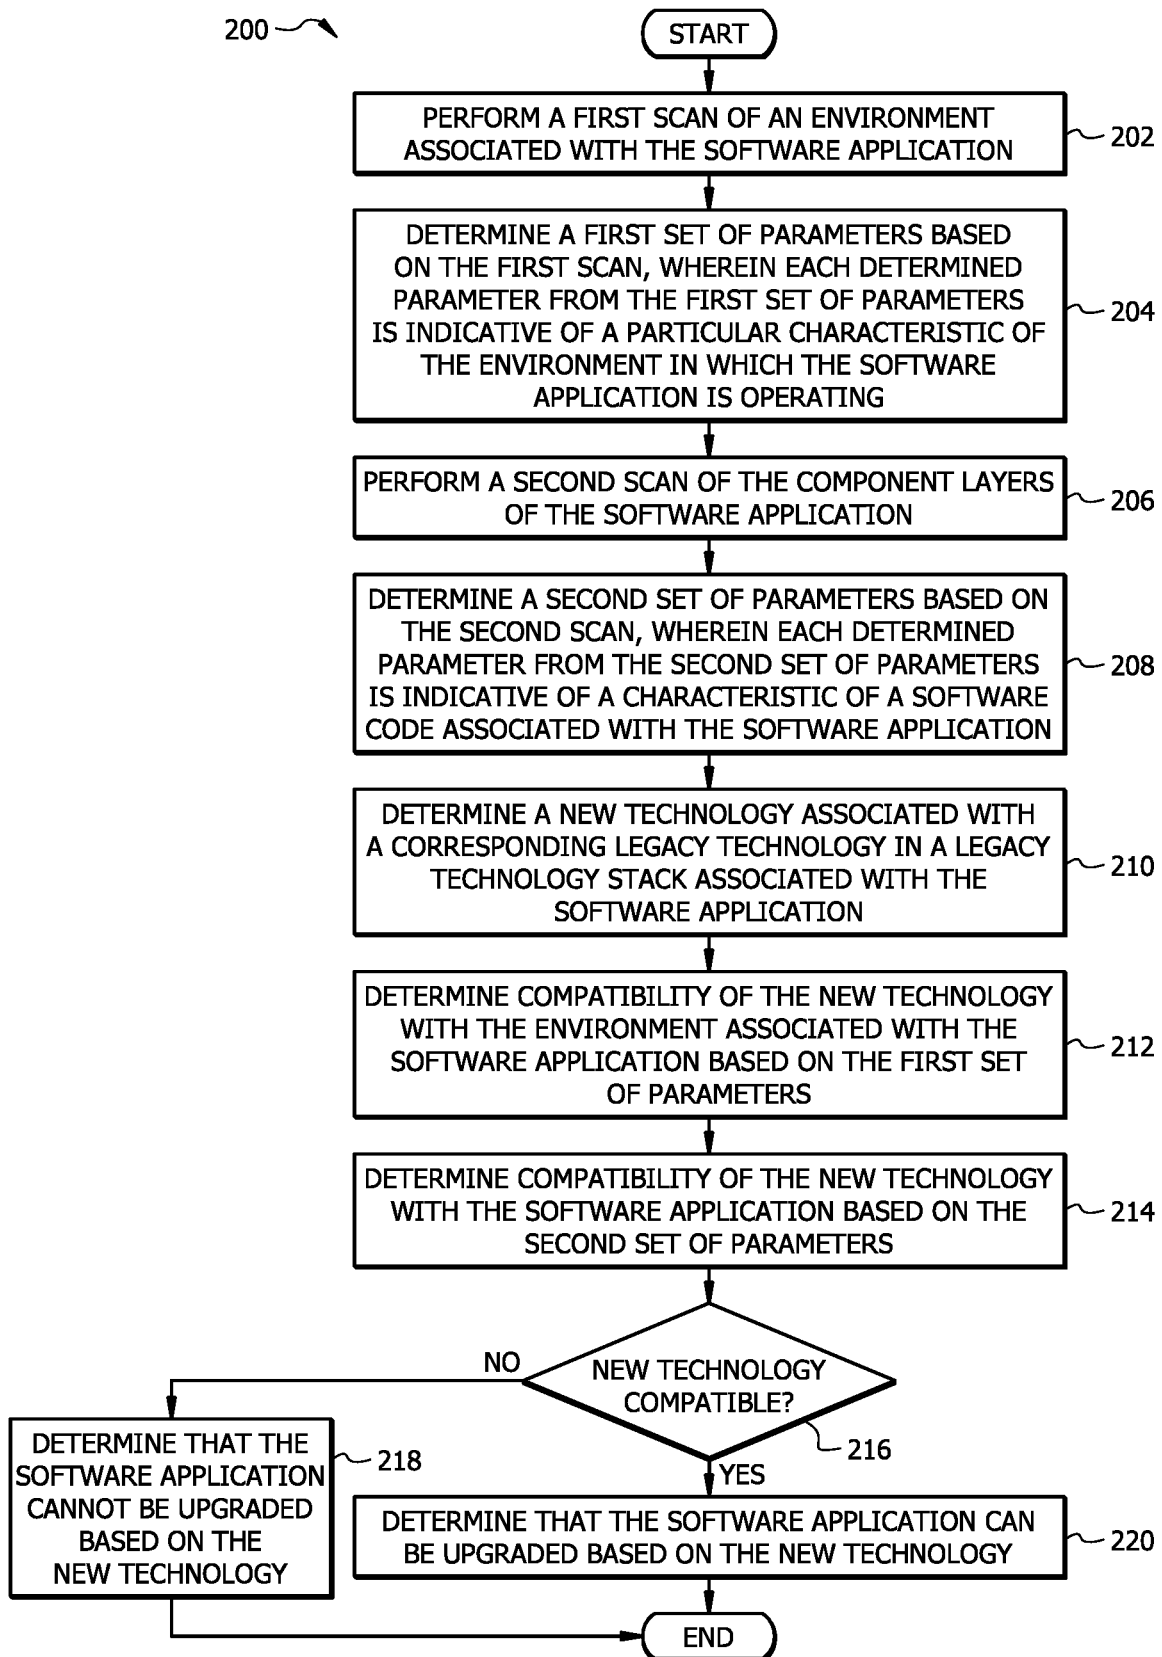 200
START
PERFORM A FIRST SCAN OF AN ENVIRONMENT
ASSOCIATED WITH THE SOFTWARE APPLICATION
202
DETERMINE A FIRST SET OF PARAMETERS BASED
ON THE FIRST SCAN, WHEREIN EACH DETERMINED
PARAMETER FROM THE FIRST SET OF PARAMETERS
IS INDICATIVE OF A PARTICULAR CHARACTERISTIC OF
THE ENVIRONMENT IN WHICH THE SOFTWARE
APPLICATION IS OPERATING
204
PERFORM A SECOND SCAN OF THE COMPONENT LAYERS
OF THE SOFTWARE APPLICATION
206
DETERMINE A SECOND SET OF PARAMETERS BASED ON
THE SECOND SCAN, WHEREIN EACH DETERMINED
PARAMETER FROM THE SECOND SET OF PARAMETERS
IS INDICATIVE OF A CHARACTERISTIC OF A SOFTWARE
CODE ASSOCIATED WITH THE SOFTWARE APPLICATION
208
DETERMINE A NEW TECHNOLOGY ASSOCIATED WITH
A CORRESPONDING LEGACY TECHNOLOGY IN A LEGACY
TECHNOLOGY STACK ASSOCIATED WITH THE
SOFTWARE APPLICATION
210
DETERMINE COMPATIBILITY OF THE NEW TECHNOLOGY
WITH THE ENVIRONMENT ASSOCIATED WITH THE
SOFTWARE APPLICATION BASED ON THE FIRST SET
OF PARAMETERS
212
DETERMINE COMPATIBILITY OF THE NEW TECHNOLOGY
WITH THE SOFTWARE APPLICATION BASED ON THE
SECOND SET OF PARAMETERS
214
NEW TECHNOLOGY
COMPATIBLE?
216
NO
YES
DETERMINE THAT THE
SOFTWARE APPLICATION
CANNOT BE UPGRADED
BASED ON THE
NEW TECHNOLOGY
218
DETERMINE THAT THE SOFTWARE APPLICATION CAN
BE UPGRADED BASED ON THE NEW TECHNOLOGY
220
END